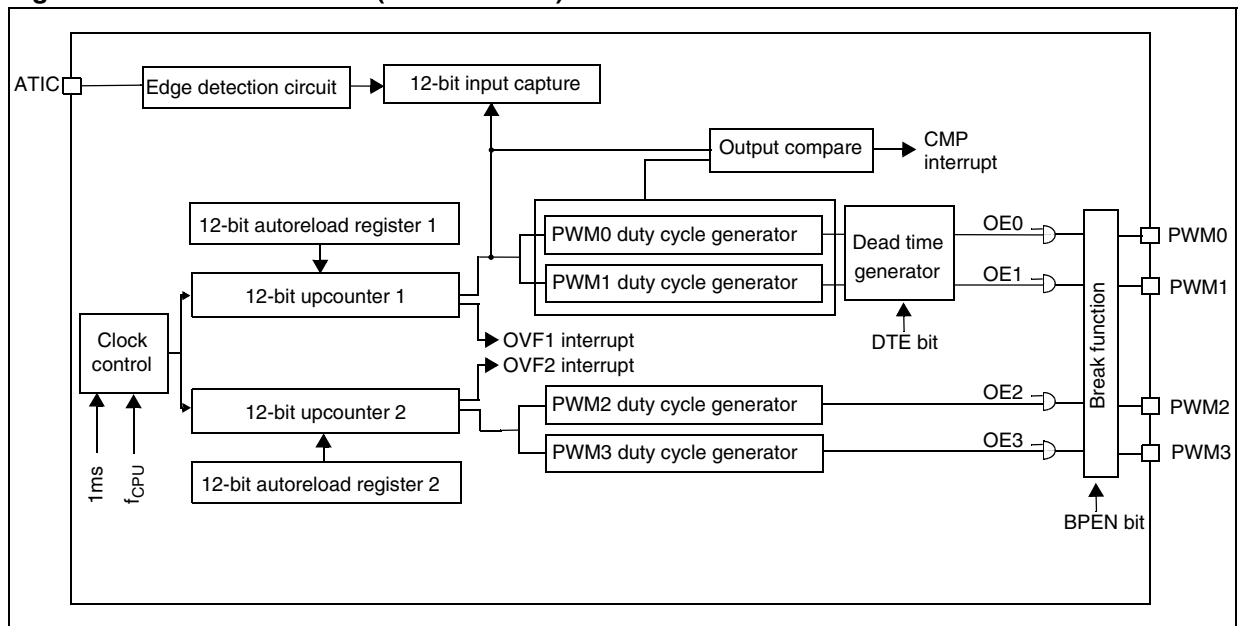 ATIC
Edge detection circuit
12-bit input capture
Output compare
CMP
interrupt
12-bit autoreload register 1
PWM0 duty cycle generator
Dead time
generator
OE0
PWM0
12-bit upcounter 1
PWM1 duty cycle generator
OE1
PWM1
Clock
control
OVF1 interrupt
DTE bit
Break function
OVF2 interrupt
12-bit upcounter 2
PWM2 duty cycle generator
OE2
PWM2
PWM3 duty cycle generator
OE3
PWM3
12-bit autoreload register 2
1ms
fCPU
BPEN bit